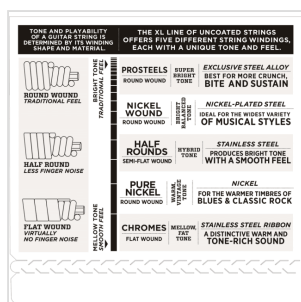 TONE AND PLAYABILITY
OF A GUITAR STRING IS
DETERMINED BY ITS WINDING
SHAPE AND MATERIAL.
THE XL LINE OF UNCOATED STRINGS
OFFERS FIVE DIFFERENT STRING WINDINGS,
EACH WITH A UNIQUE TONE AND FEEL.
ROUND WOUND
TRADITIONAL FEEL
HALF ROUND
LESS FINGER NOISE
FLAT WOUND
VIRTUALLY
NO FINGER NOISE
BRIGHT TONE
TRADITIONAL FEEL
MELLOW TONE
SMOOTH FEEL
PROSTEELS
ROUND WOUND
SUPER
BRIGHT
TONE
EXCLUSIVE STEEL ALLOY
BEST FOR MORE CRUNCH,
BITE AND SUSTAIN
NICKEL
WOUND
ROUND WOUND
BRIGHT
BALANCED
TONE
NICKEL-PLATED STEEL
IDEAL FOR THE WIDEST VARIETY
OF MUSICAL STYLES
HALF
ROUNDS
SEMI-FLAT WOUND
HYBRID
TONE
STAINLESS STEEL
PRODUCES BRIGHT TONE
WITH A SMOOTH FEEL
PURE
NICKEL
ROUND WOUND
WARM,
VINTAGE
TONE
NICKEL
FOR THE WARMER TIMBRES OF
BLUES & CLASSIC ROCK
CHROMES
FLAT WOUND
MELLOW,
FAT
TONE
STAINLESS STEEL RIBBON
A DISTINCTIVE WARM AND
TONE-RICH SOUND